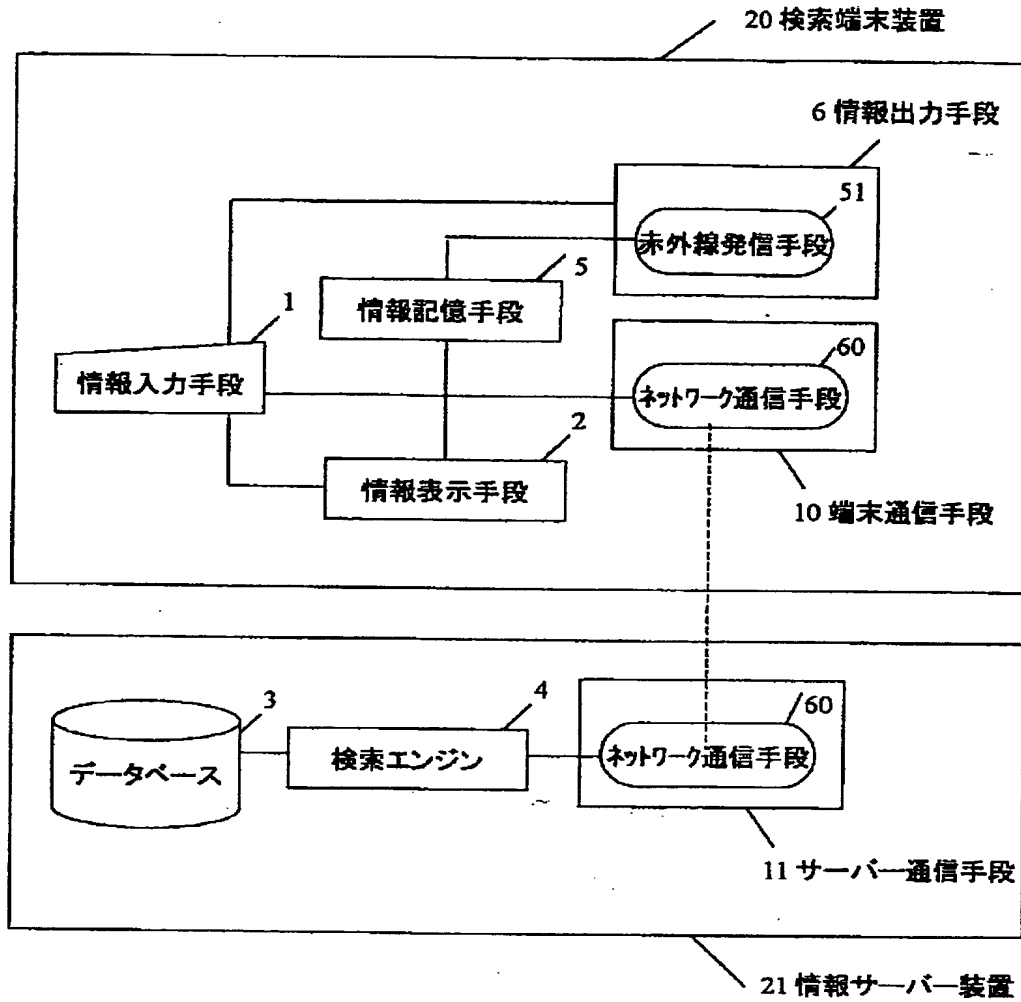 20 検索端末装置
6 情報出力手段
51
赤外線発信手段
5
情報記憶手段
1
情報入力手段
60
ネットワーク通信手段
2
情報表示手段
10 端末通信手段
3
データベース
4
検索エンジン
60
ネットワーク通信手段
11 サーバー通信手段
21 情報サーバー装置